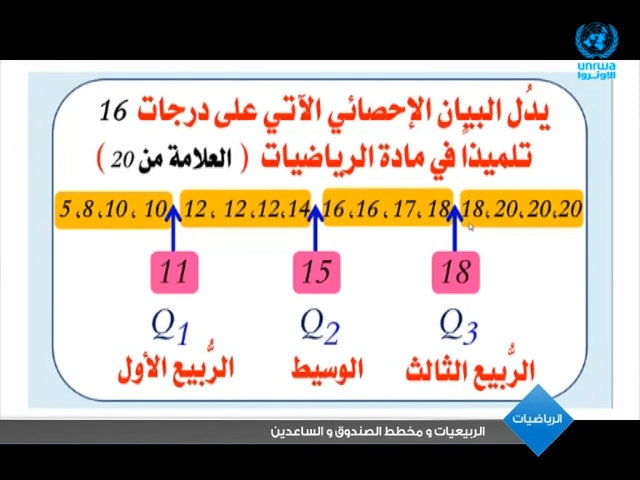 unrwa
الأونروا
يدُل البيان الإحصائي الآتي على درجات 16
تلميذاً في مادة الرياضيات ( العلامة من 20 )
5 ،8 ،10 ، 10 12 ، 12 ،12 ،14 16 ،16 ،17 ،18 18 ،20 ،20 ،20
11 15 18
Q1 Q2 Q3
الرُّبيع الأول الوسيط الرُّبيع الثالث
الرياضيات
الربيعيات و مخطط الصندوق و الساعدين